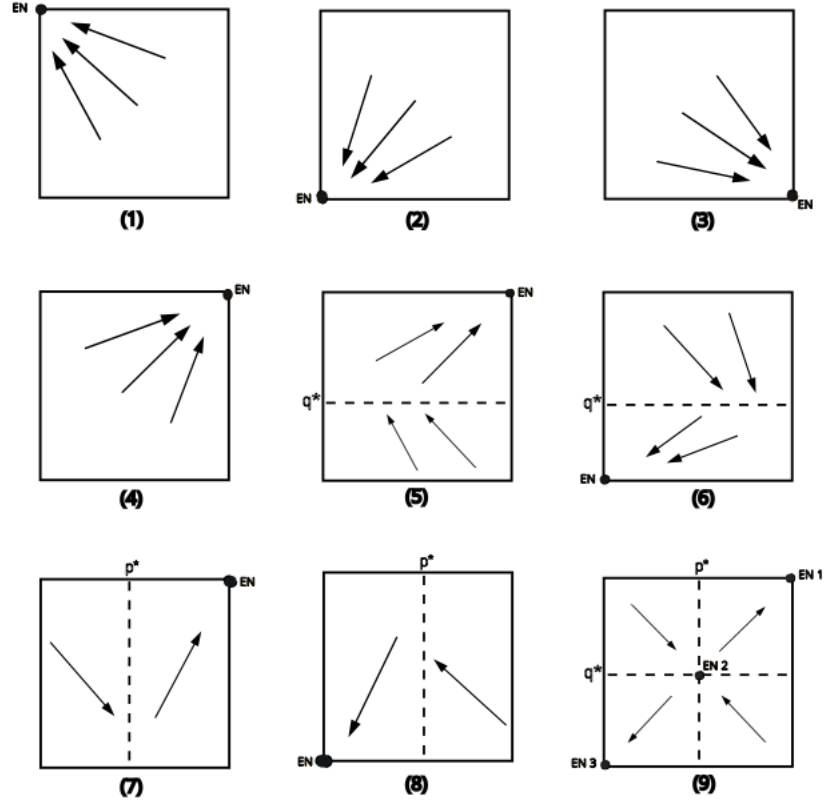 EN
EN
EN
(1)
(2)
(3)
EN
EN
q*
q*
EN
(4)
(5)
(6)
p*
EN
p*
EN
p*
EN 1
q*
EN 2
EN 3
(7)
(8)
(9)